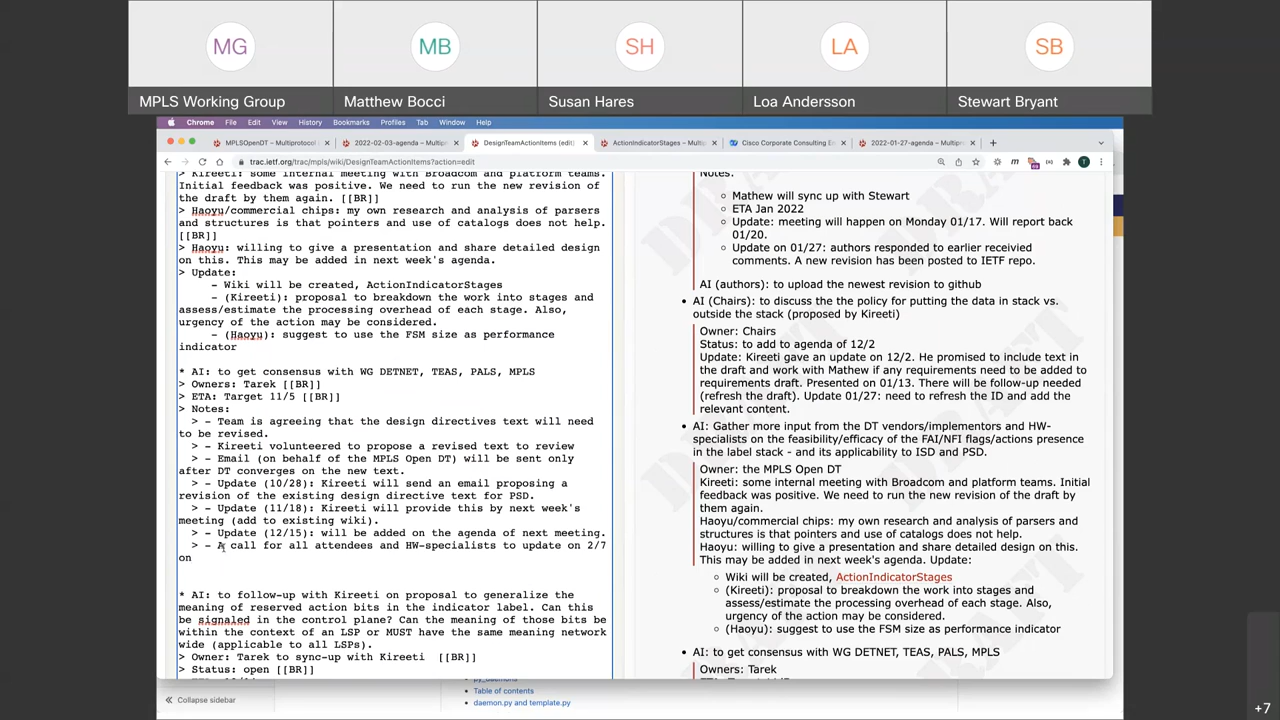 MG
MB
SH
LA
SB
MPLS Working Group
Matthew Bocci
Susan Hares
Loa Andersson
Stewart Bryant
Chrome File Edit View History Bookmarks Profiles Tab Window Help
MPLSOpenDT – Multiprotocol
2022-02-03-agenda – Multipro
DesignTeamActionItems (edit)
ActionIndicatorStages – Multip
Cisco Corporate Consulting En
2022-01-27-agenda – Multipro
trac.ietf.org/trac/mpls/wiki/DesignTeamActionItems?action=edit
> Kireeti: some internal meeting with Broadcom and platform teams.
Initial feedback was positive. We need to run the new revision of
the draft by them again. [[BR]]
> Haoyu/commercial chips: my own research and analysis of parsers
and structures is that pointers and use of catalogs does not help.
[[BR]]
> Haoyu: willing to give a presentation and share detailed design
on this. This may be added in next week's agenda.
> Update:
- Wiki will be created, ActionIndicatorStages
- (Kireeti): proposal to breakdown the work into stages and
assess/estimate the processing overhead of each stage. Also,
urgency of the action may be considered.
- (Haoyu): suggest to use the FSM size as performance
indicator
* AI: to get consensus with WG DETNET, TEAS, PALS, MPLS
> Owners: Tarek [[BR]]
> ETA: Target 11/5 [[BR]]
> Notes:
> - Team is agreeing that the design directives text will need
to be revised.
> - Kireeti volunteered to propose a revised text to review
> - Email (on behalf of the MPLS Open DT) will be sent only
after DT converges on the new text.
> - Update (10/28): Kireeti will send an email proposing a
revision of the existing design directive text for PSD.
> - Update (11/18): Kireeti will provide this by next week's
meeting (add to existing wiki).
> - Update (12/15): will be added on the agenda of next meeting.
> - A call for all attendees and HW-specialists to update on 2/7
on
* AI: to follow-up with Kireeti on proposal to generalize the
meaning of reserved action bits in the indicator label. Can this
be signaled in the control plane? Can the meaning of those bits be
within the context of an LSP or MUST have the same meaning network
wide (applicable to all LSPs).
> Owner: Tarek to sync-up with Kireeti [[BR]]
> Status: open [[BR]]
Notes:
Mathew will sync up with Stewart
ETA Jan 2022
Update: meeting will happen on Monday 01/17. Will report back
01/20.
Update on 01/27: authors responded to earlier receivied
comments. A new revision has been posted to IETF repo.
AI (authors): to upload the newest revision to github
• AI (Chairs): to discuss the the policy for putting the data in stack vs.
outside the stack (proposed by Kireeti)
Owner: Chairs
Status: to add to agenda of 12/2
Update: Kireeti gave an update on 12/2. He promised to include text in
the draft and work with Mathew if any requirements need to be added to
requirements draft. Presented on 01/13. There will be follow-up needed
(refresh the draft). Update 01/27: need to refresh the ID and add the
relevant content.
• AI: Gather more input from the DT vendors/implementors and HW-
specialists on the feasibility/efficacy of the FAI/NFI flags/actions presence
in the label stack - and its applicability to ISD and PSD.
Owner: the MPLS Open DT
Kireeti: some internal meeting with Broadcom and platform teams. Initial
feedback was positive. We need to run the new revision of the draft by
them again.
Haoyu/commercial chips: my own research and analysis of parsers and
structures is that pointers and use of catalogs does not help.
Haoyu: willing to give a presentation and share detailed design on this.
This may be added in next week's agenda. Update:
Wiki will be created, ActionIndicatorStages
(Kireeti): proposal to breakdown the work into stages and
assess/estimate the processing overhead of each stage. Also,
urgency of the action may be considered.
(Haoyu): suggest to use the FSM size as performance indicator
• AI: to get consensus with WG DETNET, TEAS, PALS, MPLS
Owners: Tarek
Collapse sidebar
py_daemons
Table of contents
daemon.py and template.py
+7
DRAFT